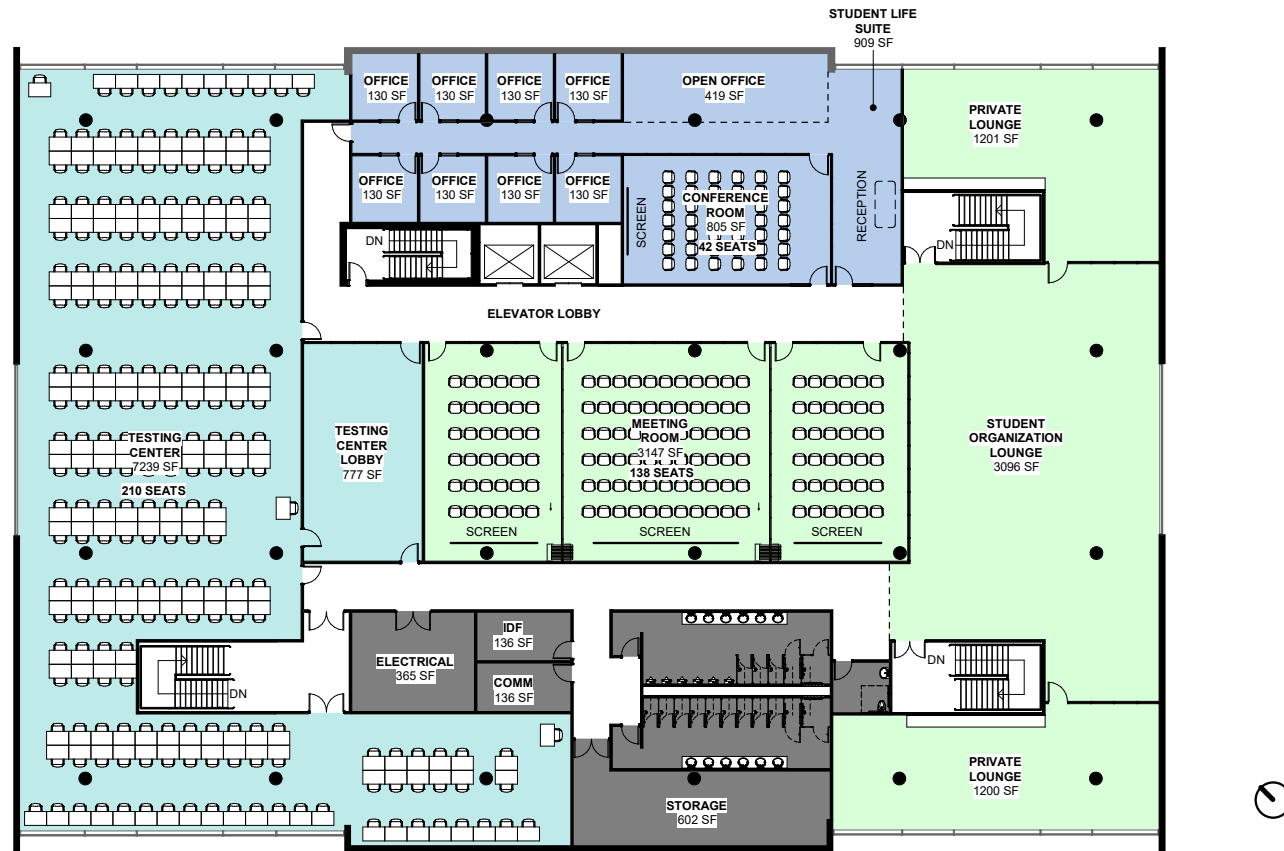 STUDENT LIFE
SUITE
909 SF
OFFICE
130 SF
OFFICE
130 SF
OFFICE
130 SF
OFFICE
130 SF
OPEN OFFICE
419 SF
PRIVATE
LOUNGE
1201 SF
OFFICE
130 SF
OFFICE
130 SF
OFFICE
130 SF
OFFICE
130 SF
SCREEN
CONFERENCE
ROOM
805 SF
42 SEATS
RECEPTION
DN
DN
ELEVATOR LOBBY
TESTING
CENTER
7239 SF
210 SEATS
TESTING
CENTER
LOBBY
777 SF
MEETING
ROOM
3147 SF
138 SEATS
STUDENT
ORGANIZATION
LOUNGE
3096 SF
SCREEN
SCREEN
SCREEN
IDF
136 SF
ELECTRICAL
365 SF
COMM
136 SF
DN
DN
PRIVATE
LOUNGE
1200 SF
STORAGE
602 SF